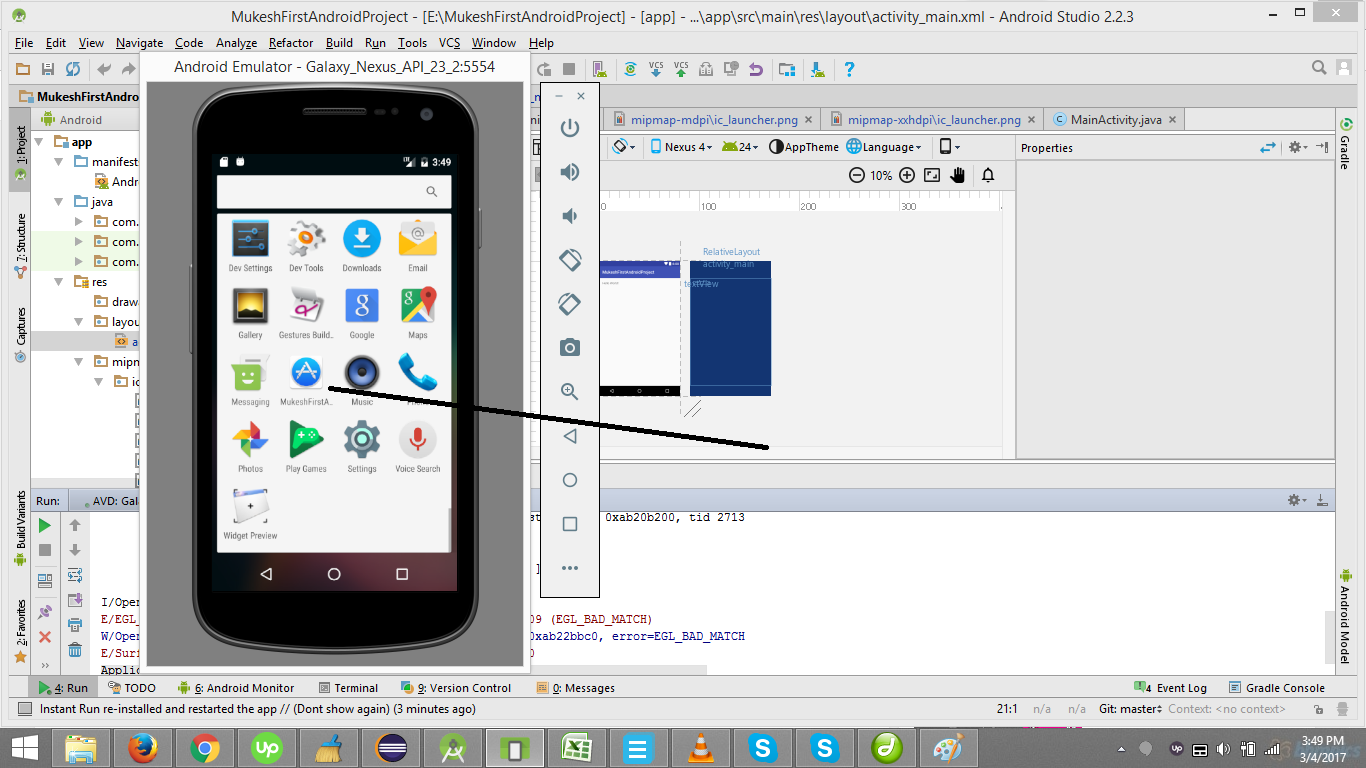 MukeshFirstAndroidProject - [E:\MukeshFirstAndroidProject] - [app] - ...\app\src\main\res\layout\activity_main.xml - Android Studio 2.2.3
File Edit View Navigate Code Analyze Refactor Build Run Tools VCS Window Help
Android Emulator - Galaxy_Nexus_API_23_2:5554
VCS VCS
MukeshFirstAndro
mipmap-mdpi\ic_launcher.png mipmap-xxhdpi\ic_launcher.png MainActivity.java
Android
Nexus 4 24 AppTheme Language Properties
10%
1: Project
7: Structure
Captures
Build Variants
2: Favorites
Gradle
Android Model
app
manifest
Andr
java
com.
com.
com.
res
draw
layou
a
mipm
ic
0 100 200 300
RelativeLayout
activity_main
MukeshFirstAndroidProject
3:49
Dev Settings Dev Tools Downloads Email
Gallery Gestures Build.. Google Maps
Messaging MukeshFirstA.. Music
Photos Play Games Settings Voice Search
Widget Preview
Run: AVD: Gal
st 0xab20b200, tid 2713
]
I/Open
E/EGL_ 09 (EGL_BAD_MATCH)
W/Open 0xab22bbc0, error=EGL_BAD_MATCH
E/Surf 0
Applic
4: Run TODO 6: Android Monitor Terminal 9: Version Control 0: Messages 4 Event Log Gradle Console
Instant Run re-installed and restarted the app // (Dont show again) (3 minutes ago) 21:1 n/a n/a Git: master Context: <no context>
Up
3:49 PM
3/4/2017